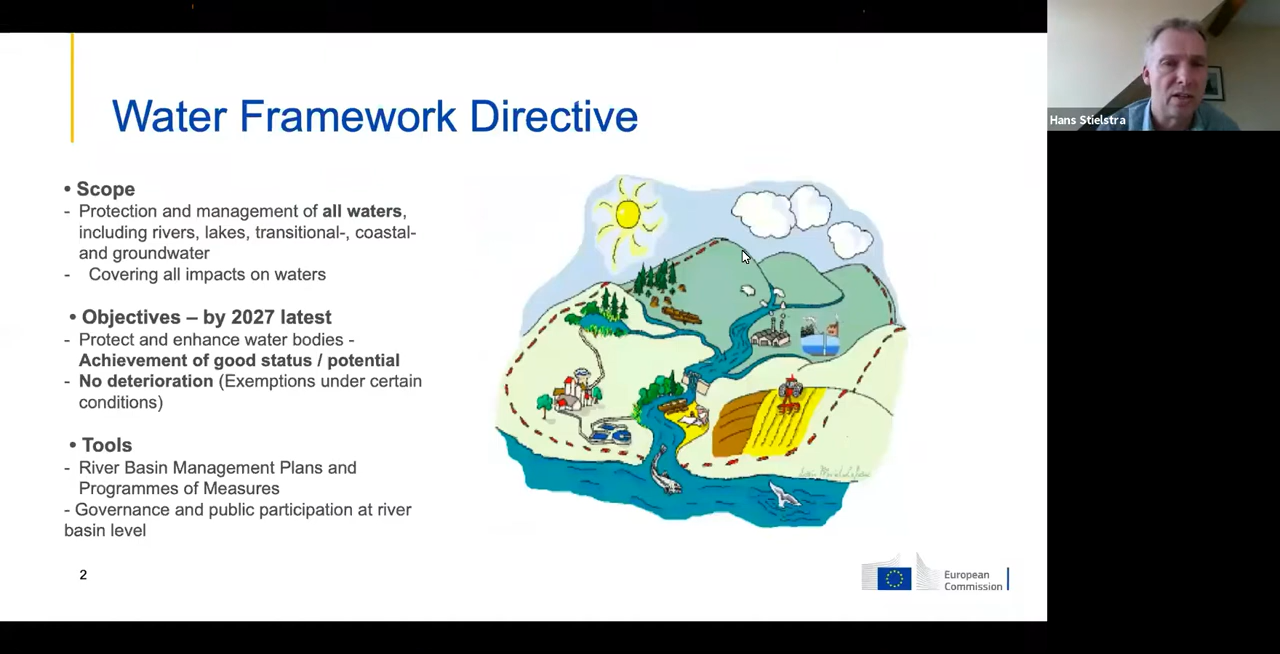 Water Framework Directive
• Scope
- Protection and management of all waters,
including rivers, lakes, transitional-, coastal-
and groundwater
- Covering all impacts on waters
• Objectives – by 2027 latest
- Protect and enhance water bodies -
Achievement of good status / potential
- No deterioration (Exemptions under certain
conditions)
• Tools
- River Basin Management Plans and
Programmes of Measures
- Governance and public participation at river
basin level
2
European
Commission
Hans Stielstra